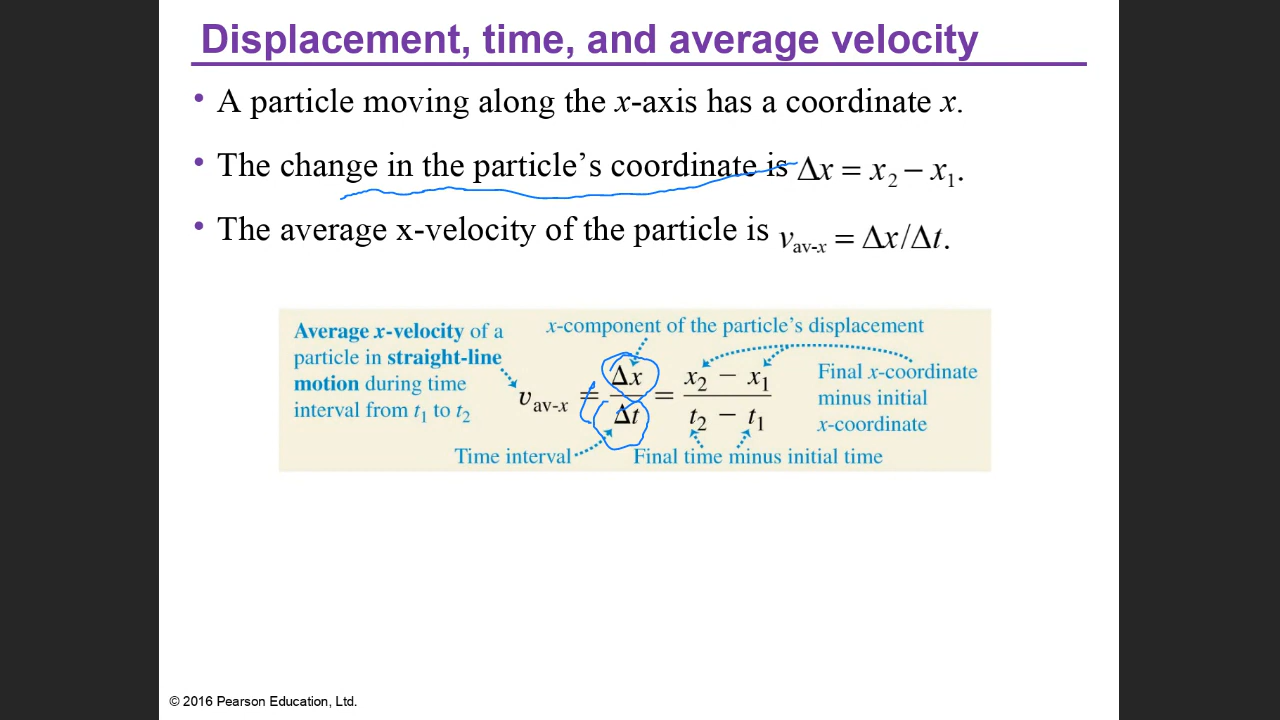 Displacement, time, and average velocity
• A particle moving along the x-axis has a coordinate x.
• The change in the particle's coordinate is Δx = x₂ − x₁.
• The average x-velocity of the particle is vav-x = Δx/Δt.
Average x-velocity of a
particle in straight-line
motion during time
interval from t₁ to t₂
x-component of the particle's displacement
vav-x = Δx/Δt = x₂ − x₁/t₂ − t₁
Final x-coordinate
minus initial
x-coordinate
Time interval
Final time minus initial time
© 2016 Pearson Education, Ltd.